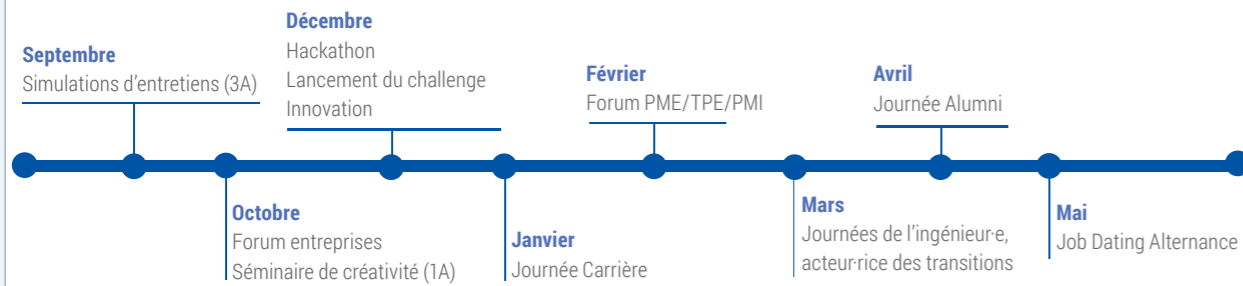 Septembre
Simulations d'entretiens (3A)
Octobre
Forum entreprises
Séminaire de créativité (1A)
Décembre
Hackathon
Lancement du challenge
Innovation
Janvier
Journée Carrière
Février
Forum PME/TPE/PMI
Mars
Journées de l'ingénieur·e,
acteur·rice des transitions
Avril
Journée Alumni
Mai
Job Dating Alternance